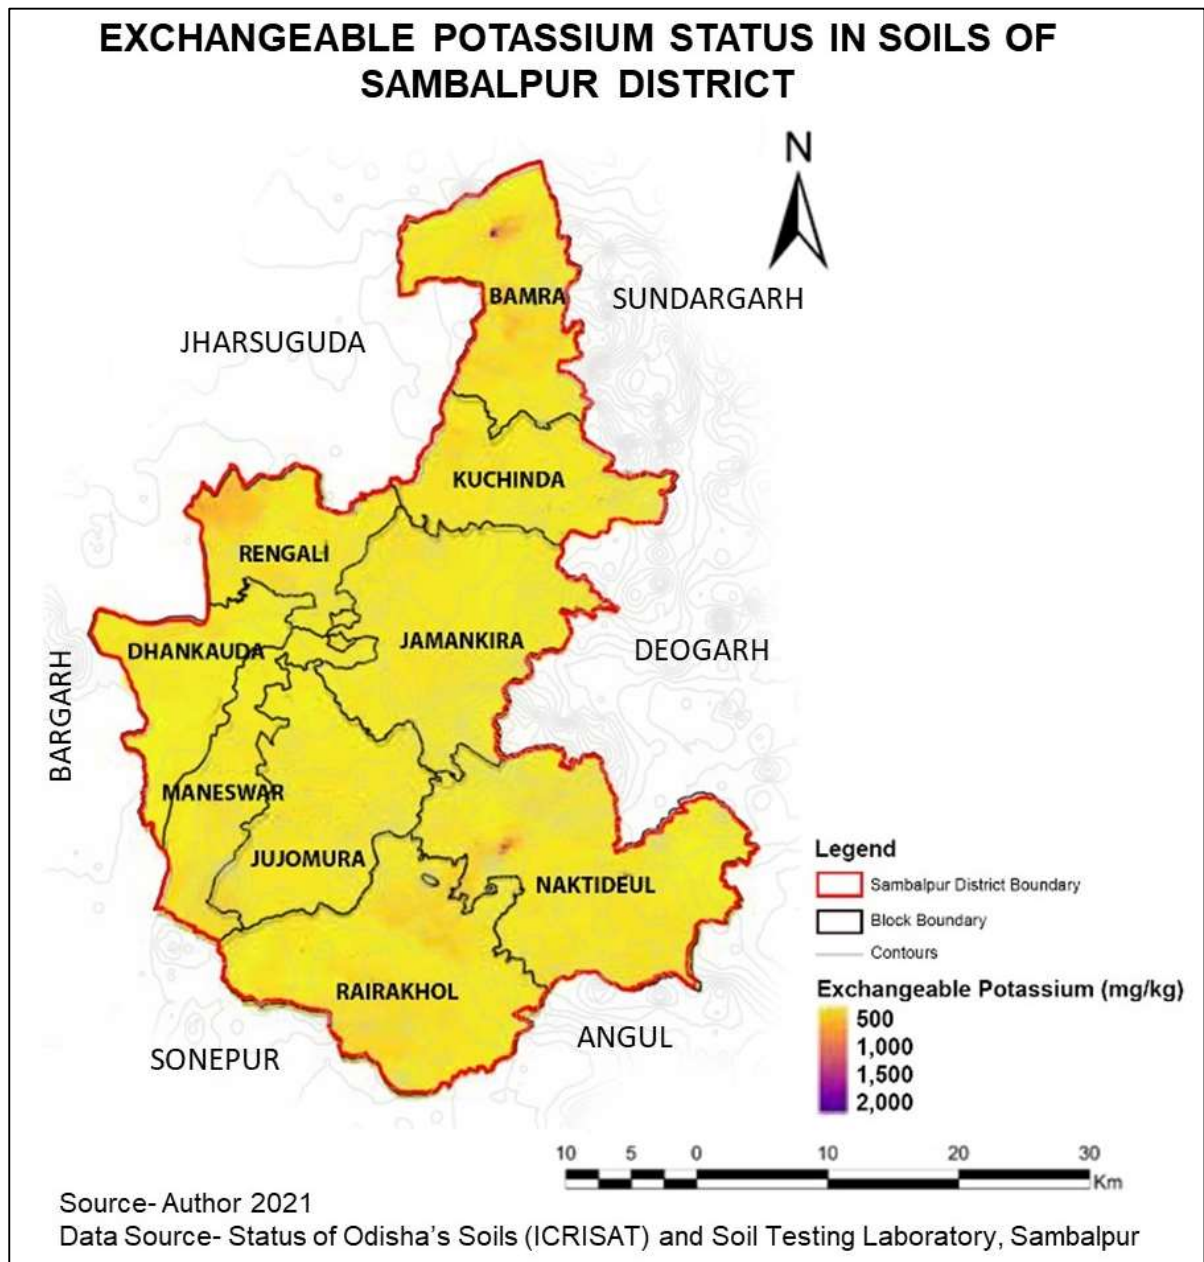 EXCHANGEABLE POTASSIUM STATUS IN SOILS OF
SAMBALPUR DISTRICT
N
BAMRA
SUNDARGARH
JHARSUGUDA
KUCHINDA
RENGALI
JAMANKIRA
DHANKAUDA
DEOGARH
BARGARH
MANESWAR
JUJOMURA
NAKTIDEUL
RAIRAKHOL
ANGUL
SONEPUR
Legend
Sambalpur District Boundary
Block Boundary
Contours
Exchangeable Potassium (mg/kg)
500
1,000
1,500
2,000
10 5 0 10 20 30
Km
Source- Author 2021
Data Source- Status of Odisha's Soils (ICRISAT) and Soil Testing Laboratory, Sambalpur